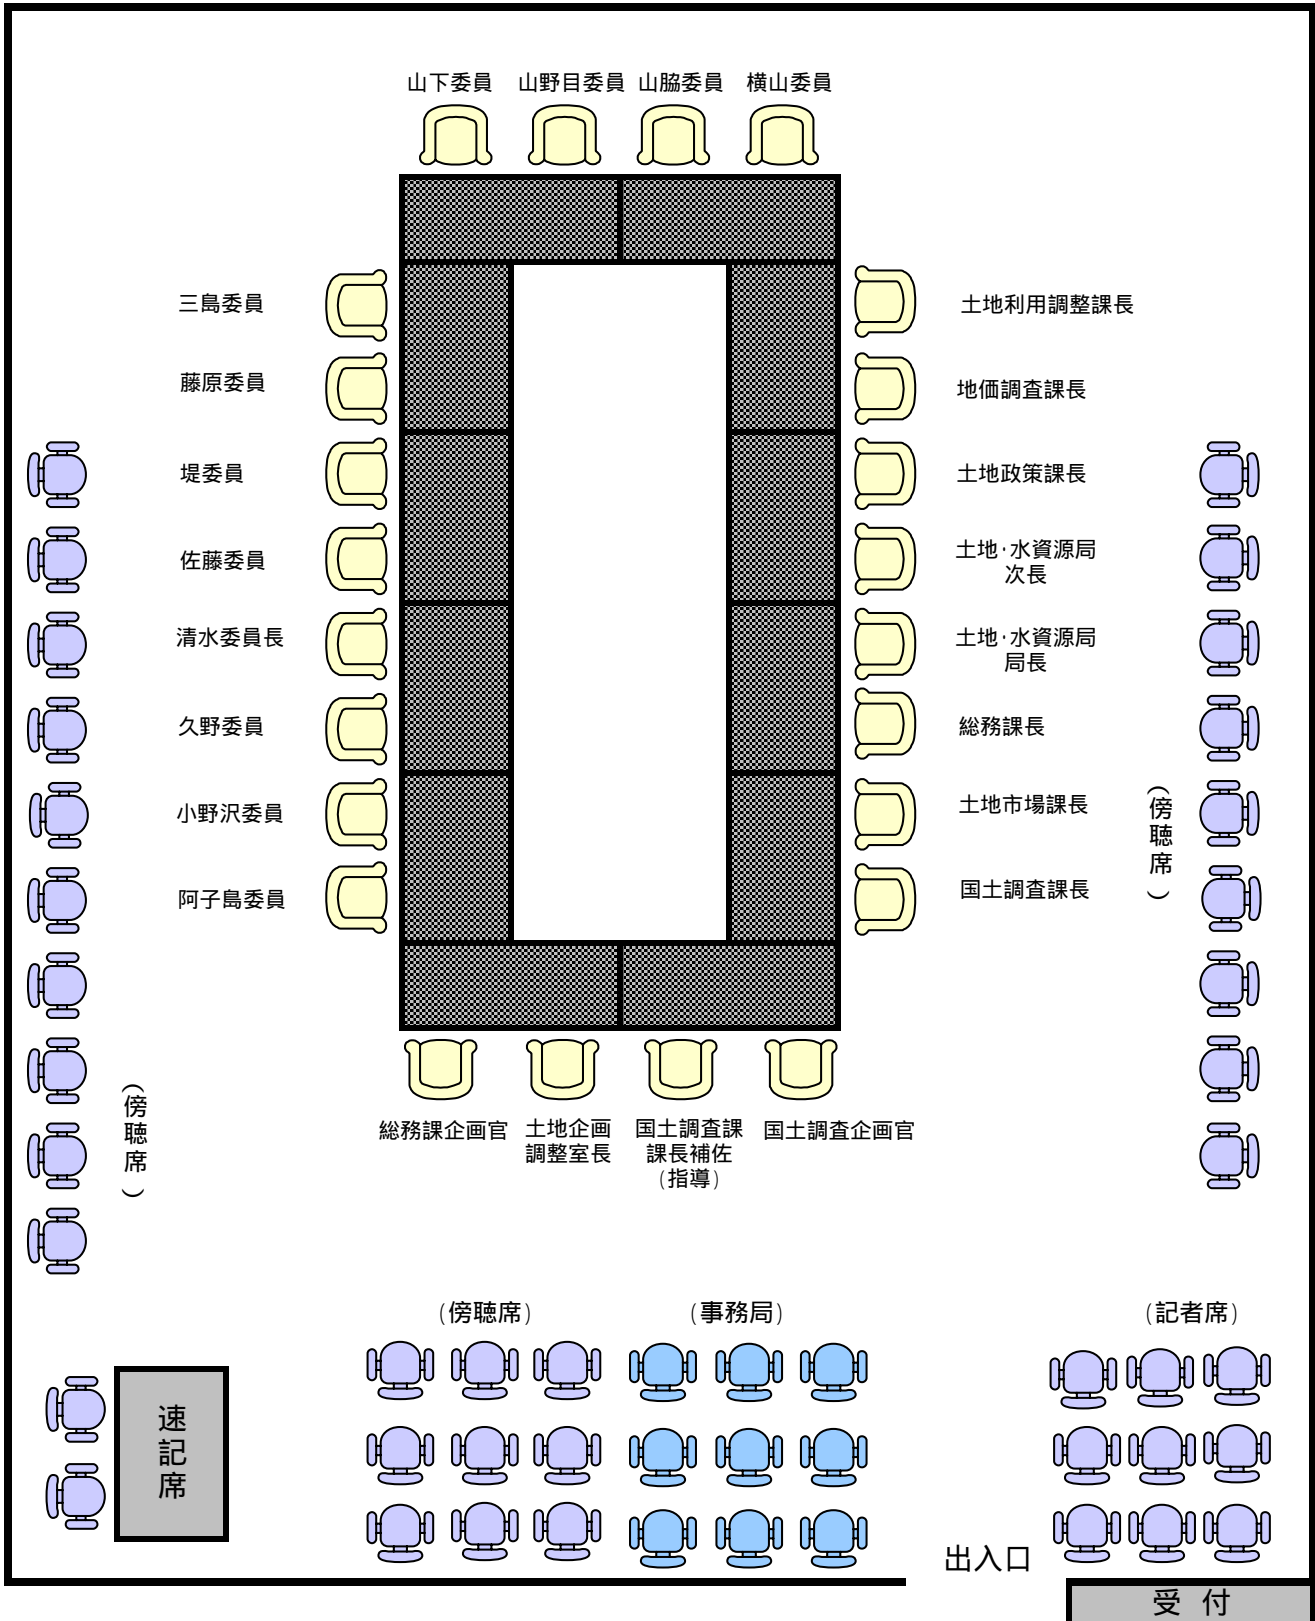 山下委員
山野目委員
山脇委員
横山委員
三島委員
藤原委員
堤委員
佐藤委員
清水委員長
久野委員
小野沢委員
阿子島委員
土地利用調整課長
地価調査課長
土地政策課長
土地・水資源局
次長
土地・水資源局
局長
総務課長
土地市場課長
国土調査課長
（傍聴席）
（傍聴席）
総務課企画官
土地企画
調整室長
国土調査課
課長補佐
（指導）
国土調査企画官
（傍聴席）
（事務局）
（記者席）
速記席
出入口
受 付